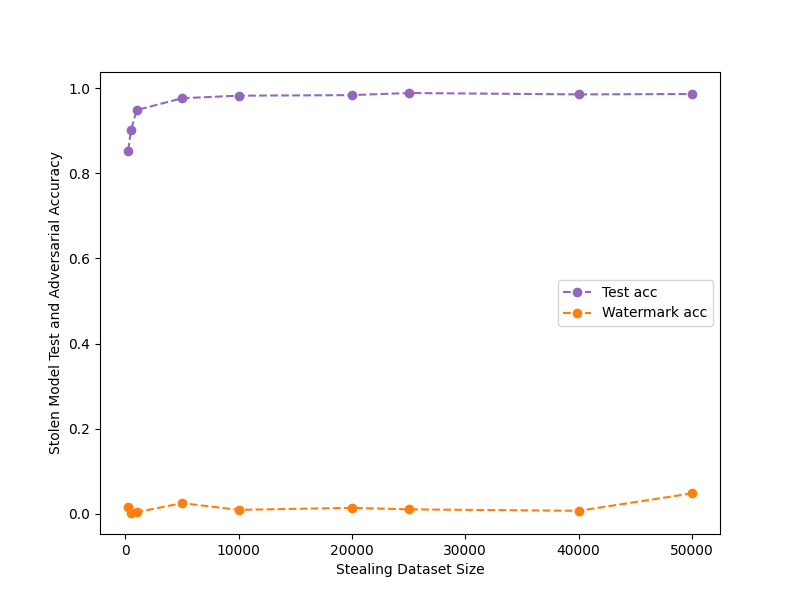 1.0
0.8
0.6
0.4
0.2
0.0
Stolen Model Test and Adversarial Accuracy
Test acc
Watermark acc
0 10000 20000 30000 40000 50000
Stealing Dataset Size